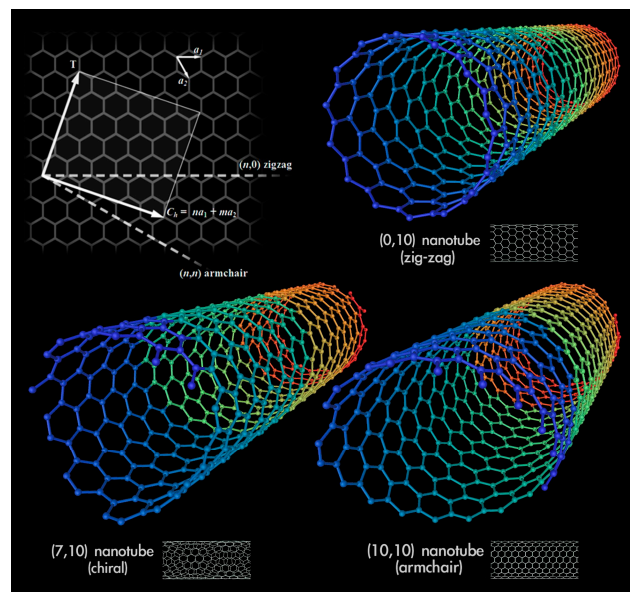 a₁
T
a₂
(n,0) zigzag
Cₕ = na₁ + ma₂
(n,n) armchair
(0,10) nanotube
(zig-zag)
(7,10) nanotube
(chiral)
(10,10) nanotube
(armchair)